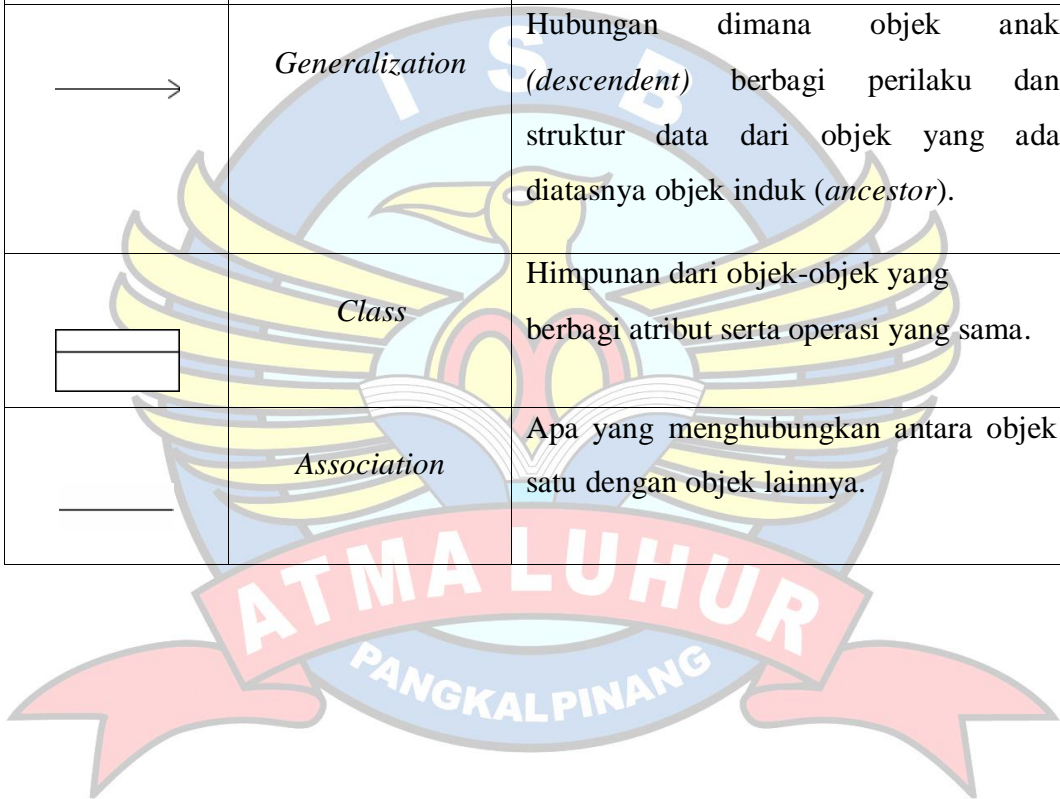 Generalization
Hubungan dimana objek anak
(descendent) berbagi perilaku dan
struktur data dari objek yang ada
diatasnya objek induk (ancestor).
Class
Himpunan dari objek-objek yang
berbagi atribut serta operasi yang sama.
Association
Apa yang menghubungkan antara objek
satu dengan objek lainnya.
I S B
ATMA LUHUR
PANGKALPINANG